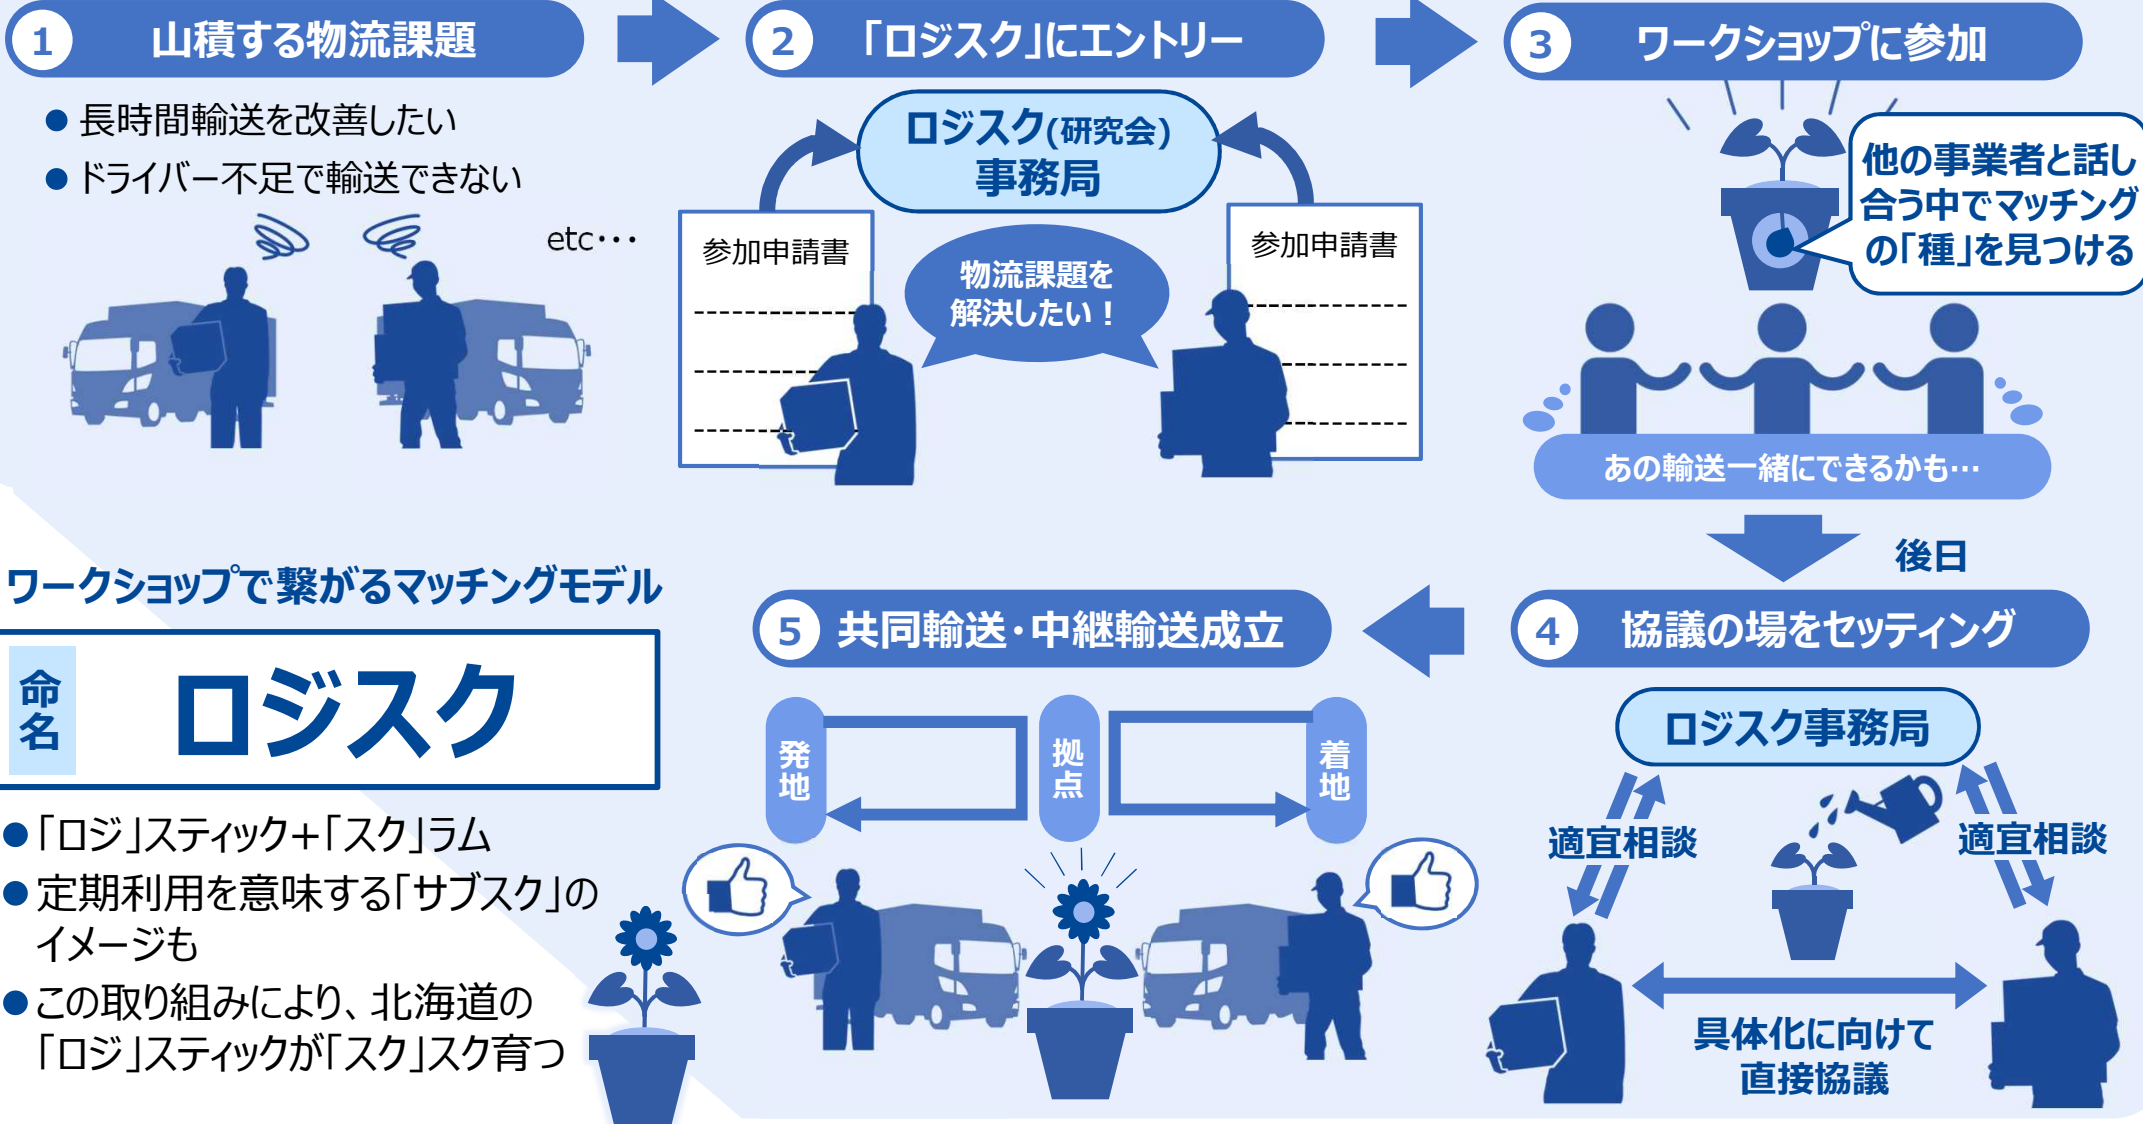 1 山積する物流課題
● 長時間輸送を改善したい
● ドライバー不足で輸送できない
etc・・・
2 「ロジスク」にエントリー
ロジスク(研究会)
事務局
参加申請書
物流課題を
解決したい！
参加申請書
3 ワークショップに参加
他の事業者と話し
合う中でマッチング
の「種」を見つける
あの輸送一緒にできるかも…
後日
4 協議の場をセッティング
ロジスク事務局
適宜相談
適宜相談
具体化に向けて
直接協議
5 共同輸送・中継輸送成立
発地
拠点
着地
ワークショップで繋がるマッチングモデル
命名
ロジスク
●「ロジ」スティック+「スク」ラム
●定期利用を意味する「サブスク」の
イメージも
●この取り組みにより、北海道の
「ロジ」スティックが「スク」スク育つ